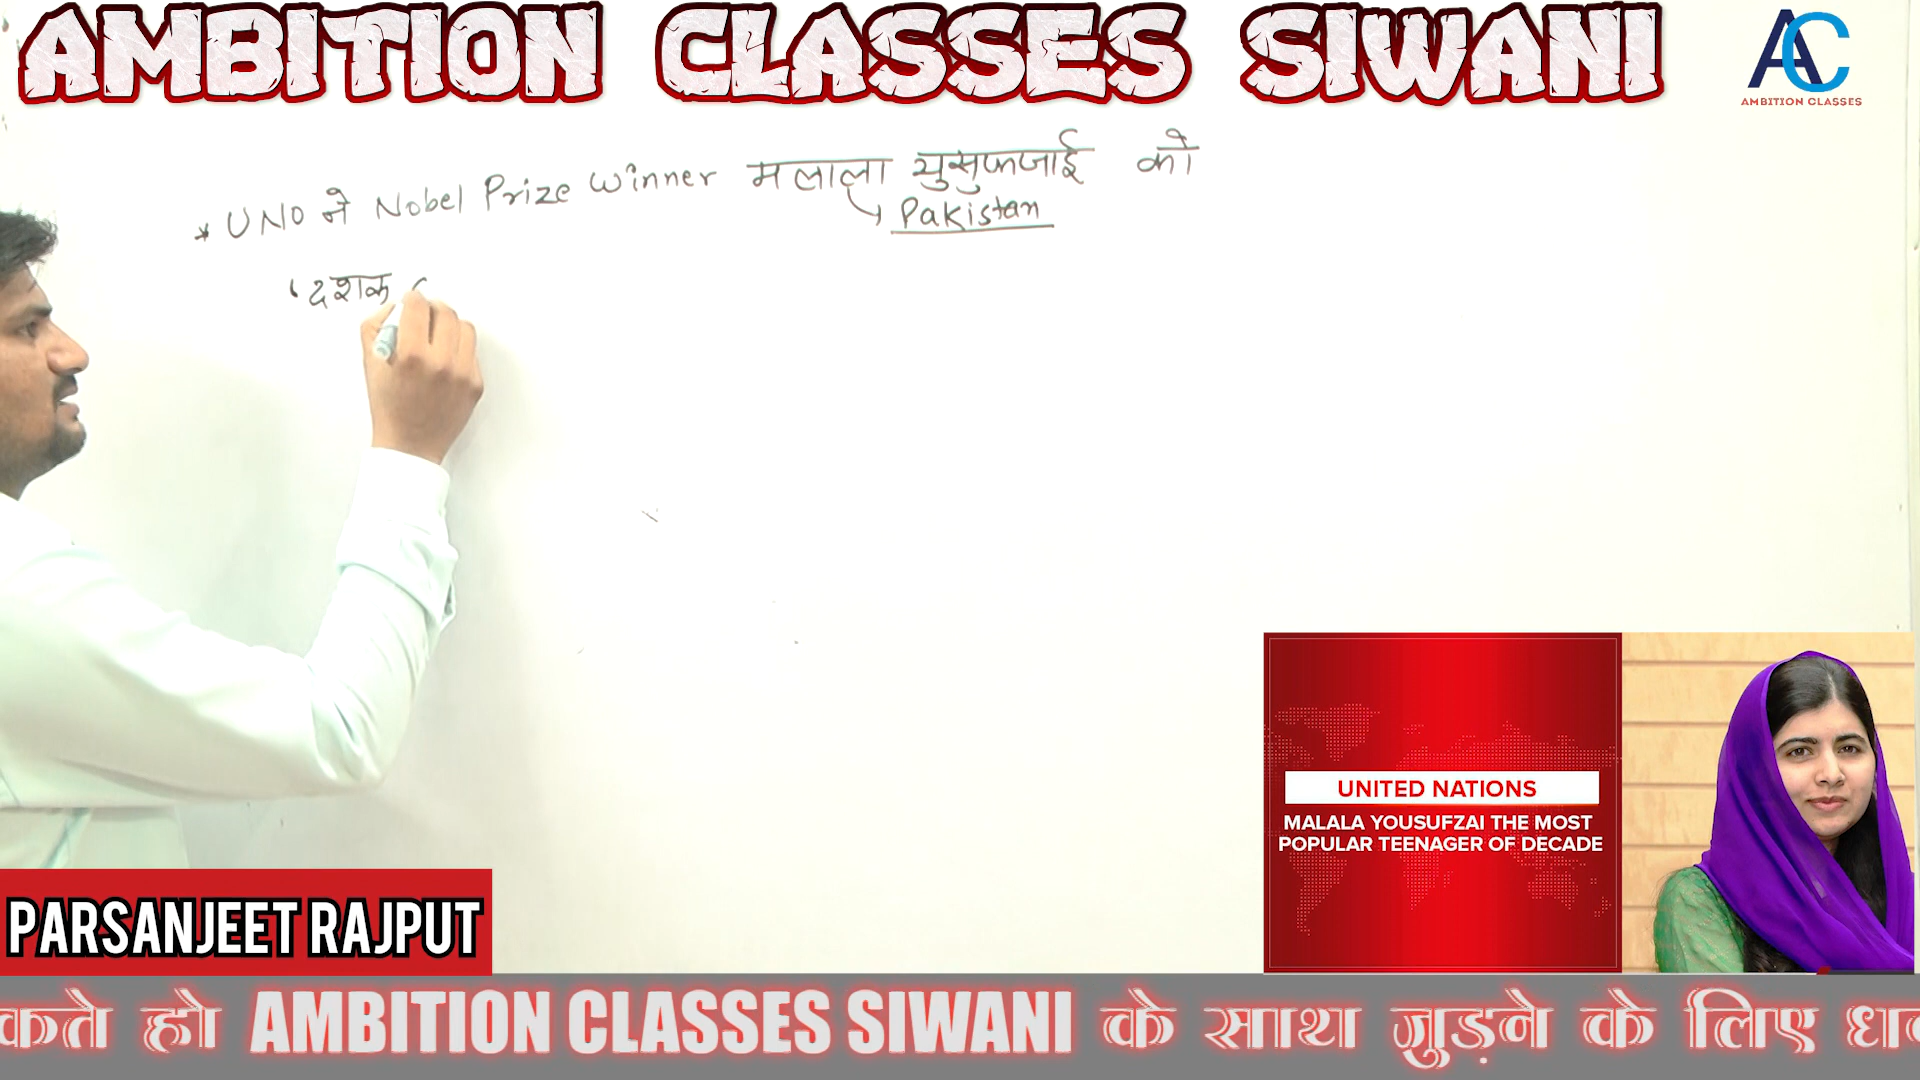 AMBITION CLASSES SIWANI
AC
AMBITION CLASSES
* UNO ने Nobel Prize Winner मलाला युसुफजाई को
Pakistan
'दशक
UNITED NATIONS
MALALA YOUSUFZAI THE MOST
POPULAR TEENAGER OF DECADE
PARSANJEET RAJPUT
कते हो AMBITION CLASSES SIWANI के साथ जुड़ने के लिए